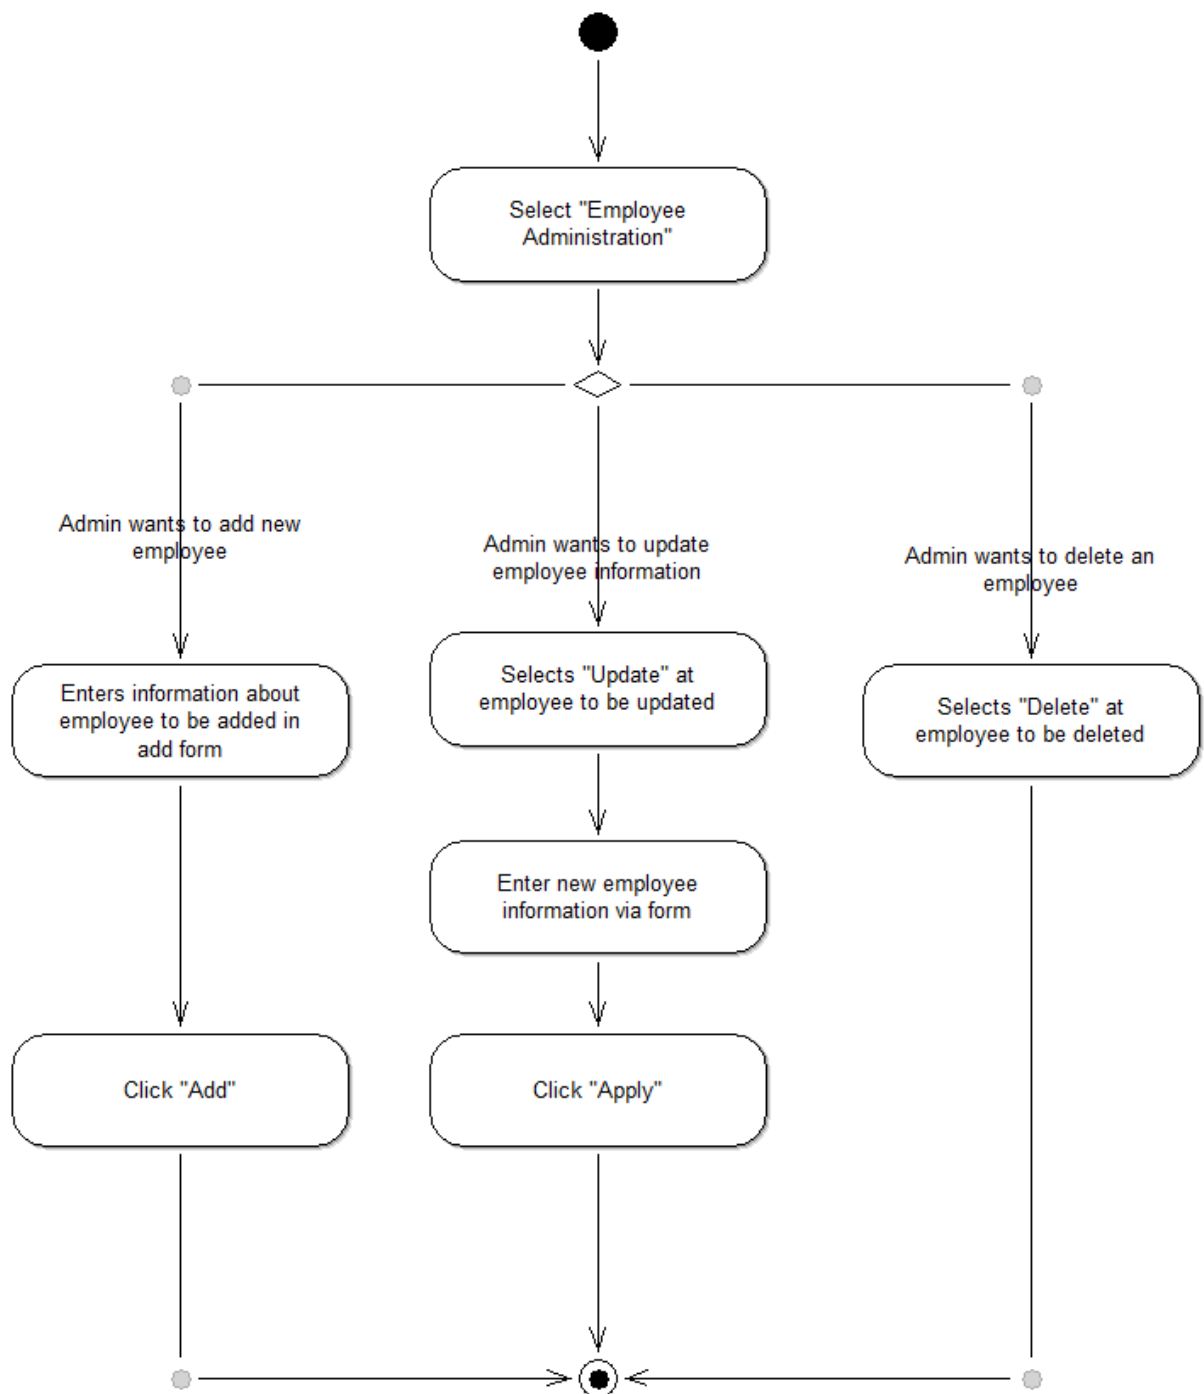 Select "Employee
Administration"
Admin wants to add new
employee
Admin wants to update
employee information
Admin wants to delete an
employee
Enters information about
employee to be added in
add form
Selects "Update" at
employee to be updated
Selects "Delete" at
employee to be deleted
Enter new employee
information via form
Click "Add"
Click "Apply"